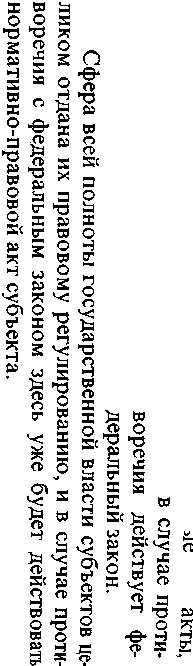 акты,
в случае проти-
воречия действует фе-
деральный закон.
Сфера всей полноты государственной власти субъектов це-
ликом отдана их правовому регулированию, и в случае проти-
воречия с федеральным законом здесь уже будет действовать
нормативно-правовой акт субъекта.